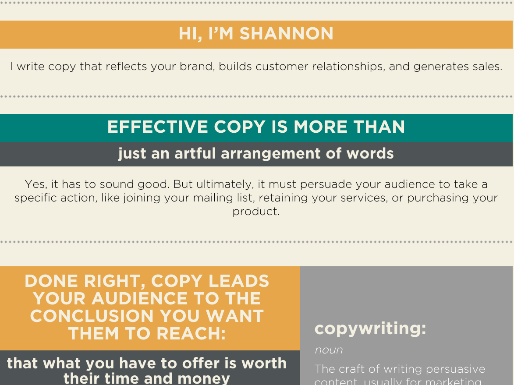 HI, I'M SHANNON
I write copy that reflects your brand, builds customer relationships, and generates sales.
EFFECTIVE COPY IS MORE THAN
just an artful arrangement of words
Yes, it has to sound good. But ultimately, it must persuade your audience to take a
specific action, like joining your mailing list, retaining your services, or purchasing your
product.
DONE RIGHT, COPY LEADS
YOUR AUDIENCE TO THE
CONCLUSION YOU WANT
THEM TO REACH:
that what you have to offer is worth
their time and money
copywriting:
noun
The craft of writing persuasive
content, usually for marketing